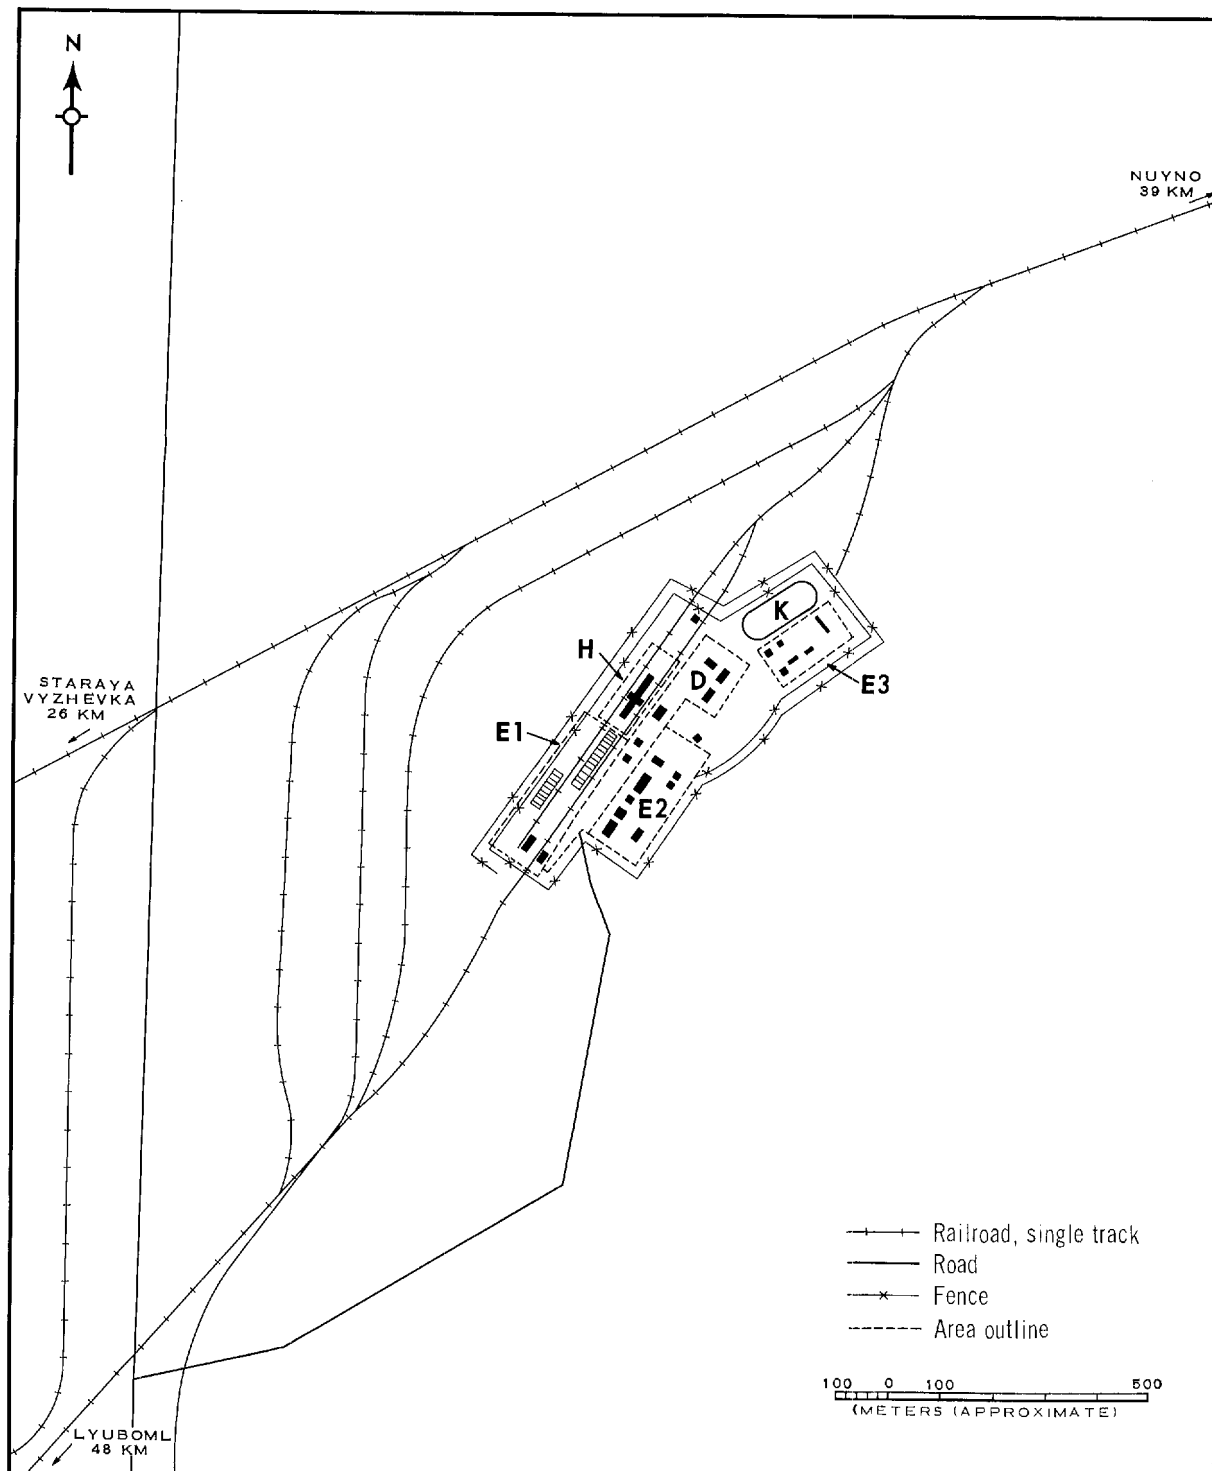 N
NUYNO
39 KM
K
H
D
E3
STARAYA
VYZHEVKA
26 KM
E1
E2
Railroad, single track
Road
Fence
Area outline
100 0 100 500
(METERS (APPROXIMATE)
LYUBOML
48 KM